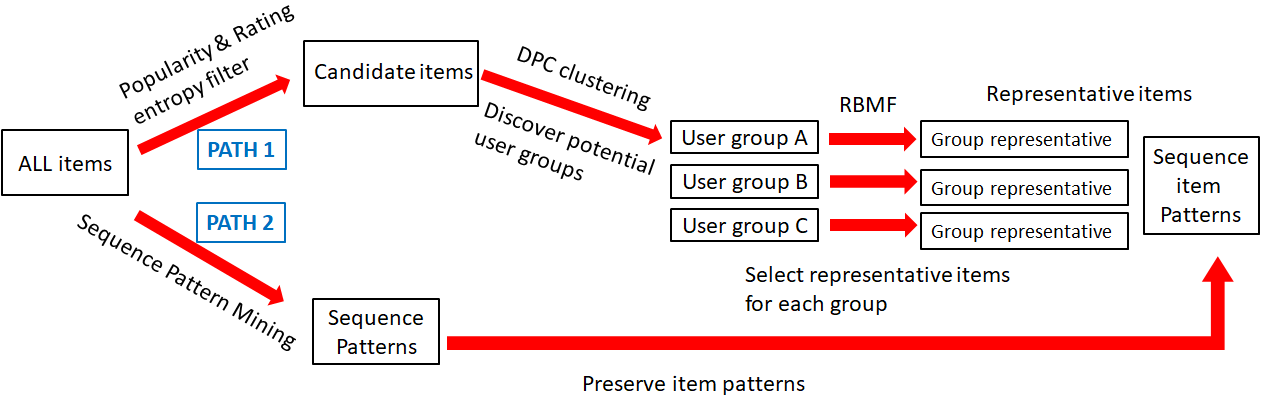 Popularity & Rating
entropy filter
Candidate items
DPC clustering
Discover potential
user groups
RBMF
Representative items
ALL items
PATH 1
User group A
Group representative
User group B
Group representative
User group C
Group representative
Sequence
item
Patterns
PATH 2
Sequence Pattern Mining
Select representative items
for each group
Sequence
Patterns
Preserve item patterns